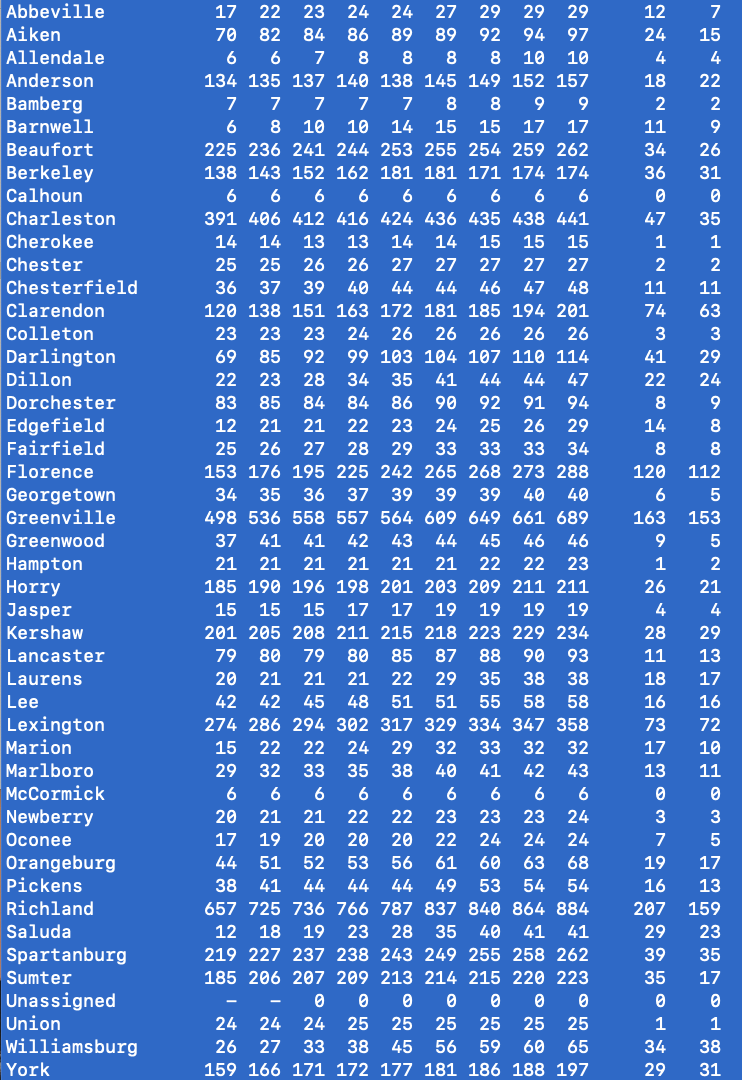 Abbeville 17 22 23 24 24 27 29 29 29 12 7
Aiken 70 82 84 86 89 89 92 94 97 24 15
Allendale 6 6 7 8 8 8 8 10 10 4 4
Anderson 134 135 137 140 138 145 149 152 157 18 22
Bamberg 7 7 7 7 7 8 8 9 9 2 2
Barnwell 6 8 10 10 14 15 15 17 17 11 9
Beaufort 225 236 241 244 253 255 254 259 262 34 26
Berkeley 138 143 152 162 181 181 171 174 174 36 31
Calhoun 6 6 6 6 6 6 6 6 6 0 0
Charleston 391 406 412 416 424 436 435 438 441 47 35
Cherokee 14 14 13 13 14 14 15 15 15 1 1
Chester 25 25 26 26 27 27 27 27 27 2 2
Chesterfield 36 37 39 40 44 44 46 47 48 11 11
Clarendon 120 138 151 163 172 181 185 194 201 74 63
Colleton 23 23 23 24 26 26 26 26 26 3 3
Darlington 69 85 92 99 103 104 107 110 114 41 29
Dillon 22 23 28 34 35 41 44 44 47 22 24
Dorchester 83 85 84 84 86 90 92 91 94 8 9
Edgefield 12 21 21 22 23 24 25 26 29 14 8
Fairfield 25 26 27 28 29 33 33 33 34 8 8
Florence 153 176 195 225 242 265 268 273 288 120 112
Georgetown 34 35 36 37 39 39 39 40 40 6 5
Greenville 498 536 558 557 564 609 649 661 689 163 153
Greenwood 37 41 41 42 43 44 45 46 46 9 5
Hampton 21 21 21 21 21 21 22 22 23 1 2
Horry 185 190 196 198 201 203 209 211 211 26 21
Jasper 15 15 15 17 17 19 19 19 19 4 4
Kershaw 201 205 208 211 215 218 223 229 234 28 29
Lancaster 79 80 79 80 85 87 88 90 93 11 13
Laurens 20 21 21 21 22 29 35 38 38 18 17
Lee 42 42 45 48 51 51 55 58 58 16 16
Lexington 274 286 294 302 317 329 334 347 358 73 72
Marion 15 22 22 24 29 32 33 32 32 17 10
Marlboro 29 32 33 35 38 40 41 42 43 13 11
McCormick 6 6 6 6 6 6 6 6 6 0 0
Newberry 20 21 21 22 22 23 23 23 24 3 3
Oconee 17 19 20 20 20 22 24 24 24 7 5
Orangeburg 44 51 52 53 56 61 60 63 68 19 17
Pickens 38 41 44 44 44 49 53 54 54 16 13
Richland 657 725 736 766 787 837 840 864 884 207 159
Saluda 12 18 19 23 28 35 40 41 41 29 23
Spartanburg 219 227 237 238 243 249 255 258 262 39 35
Sumter 185 206 207 209 213 214 215 220 223 35 17
Unassigned – – 0 0 0 0 0 0 0 0 0
Union 24 24 24 25 25 25 25 25 25 1 1
Williamsburg 26 27 33 38 45 56 59 60 65 34 38
York 159 166 171 172 177 181 186 188 197 29 31